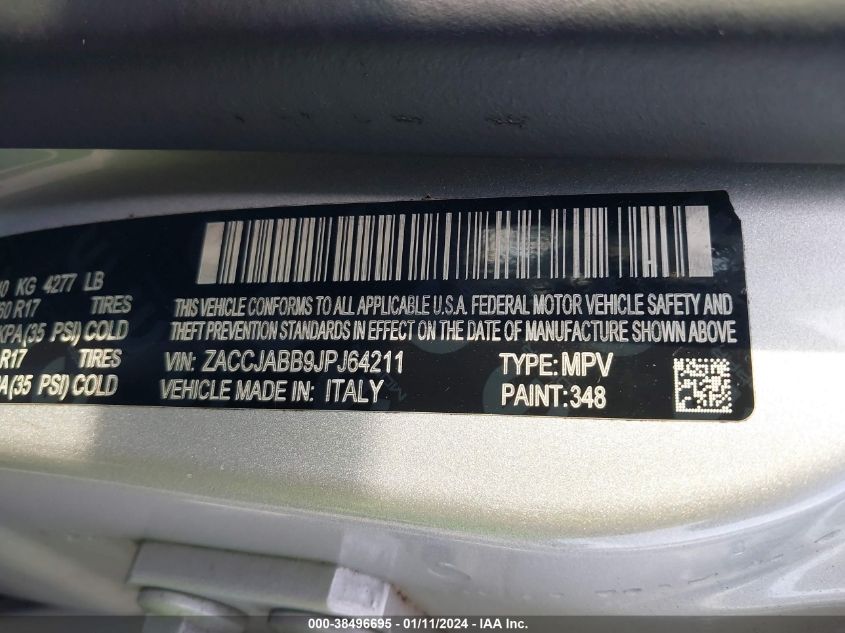 0 KG 4277 LB
60 R17 TIRES
KPA(35 PSI) COLD
R17 TIRES
A(35 PSI) COLD
THIS VEHICLE CONFORMS TO ALL APPLICABLE U.S.A. FEDERAL MOTOR VEHICLE SAFETY AND
THEFT PREVENTION STANDARDS IN EFFECT ON THE DATE OF MANUFACTURE SHOWN ABOVE
VIN: ZACCJABB9JPJ64211 TYPE: MPV
VEHICLE MADE IN: ITALY PAINT: 348
000-38496695 - 01/11/2024 - IAA Inc.